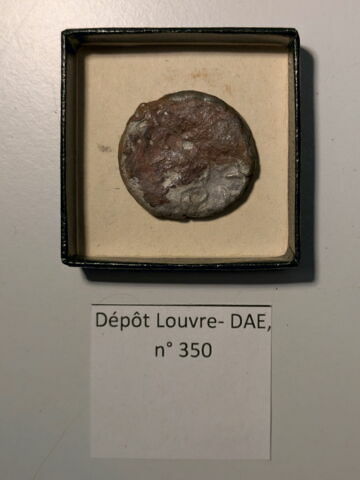 Dépôt Louvre- DAE,
n° 350